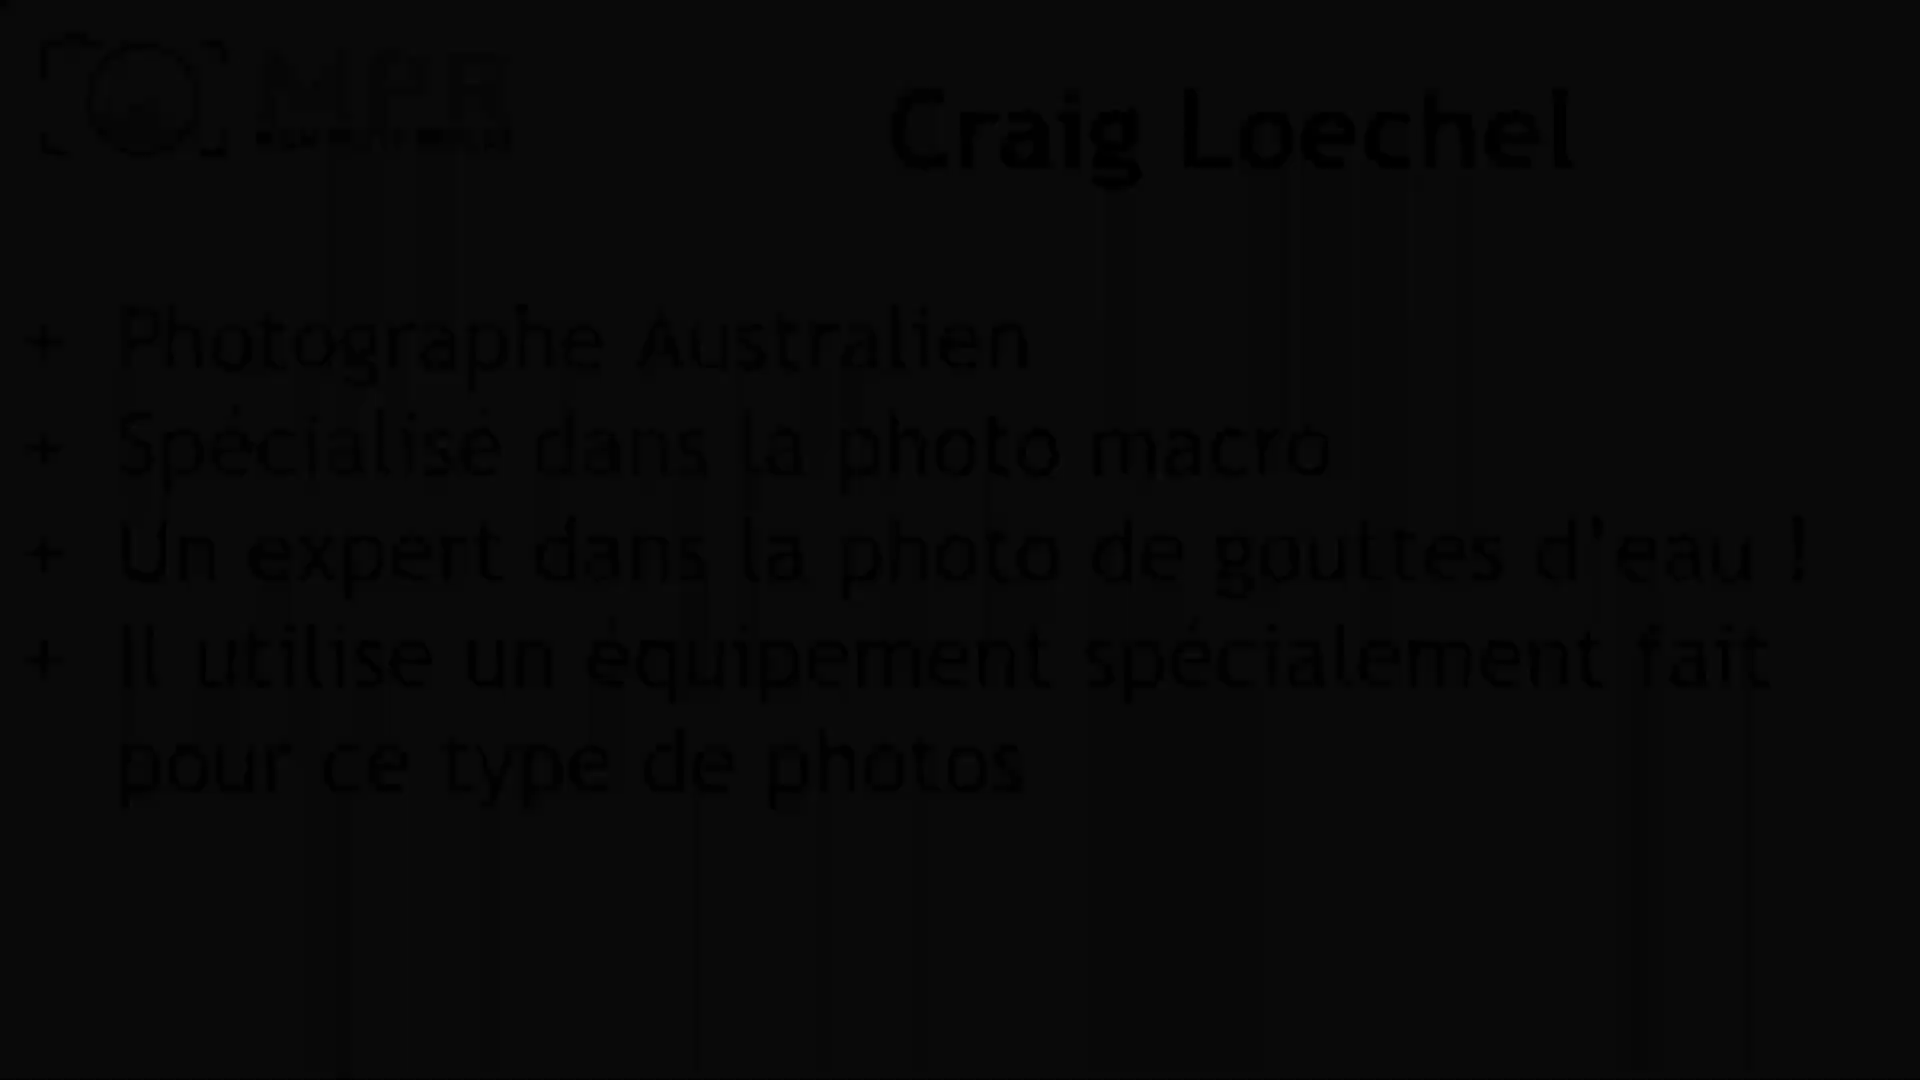 MPR
Craig Loechel
+ Photographe Australien
+ Spécialisé dans la photo macro
+ Un expert dans la photo de gouttes d'eau !
+ Il utilise un équipement spécialement fait
pour ce type de photos